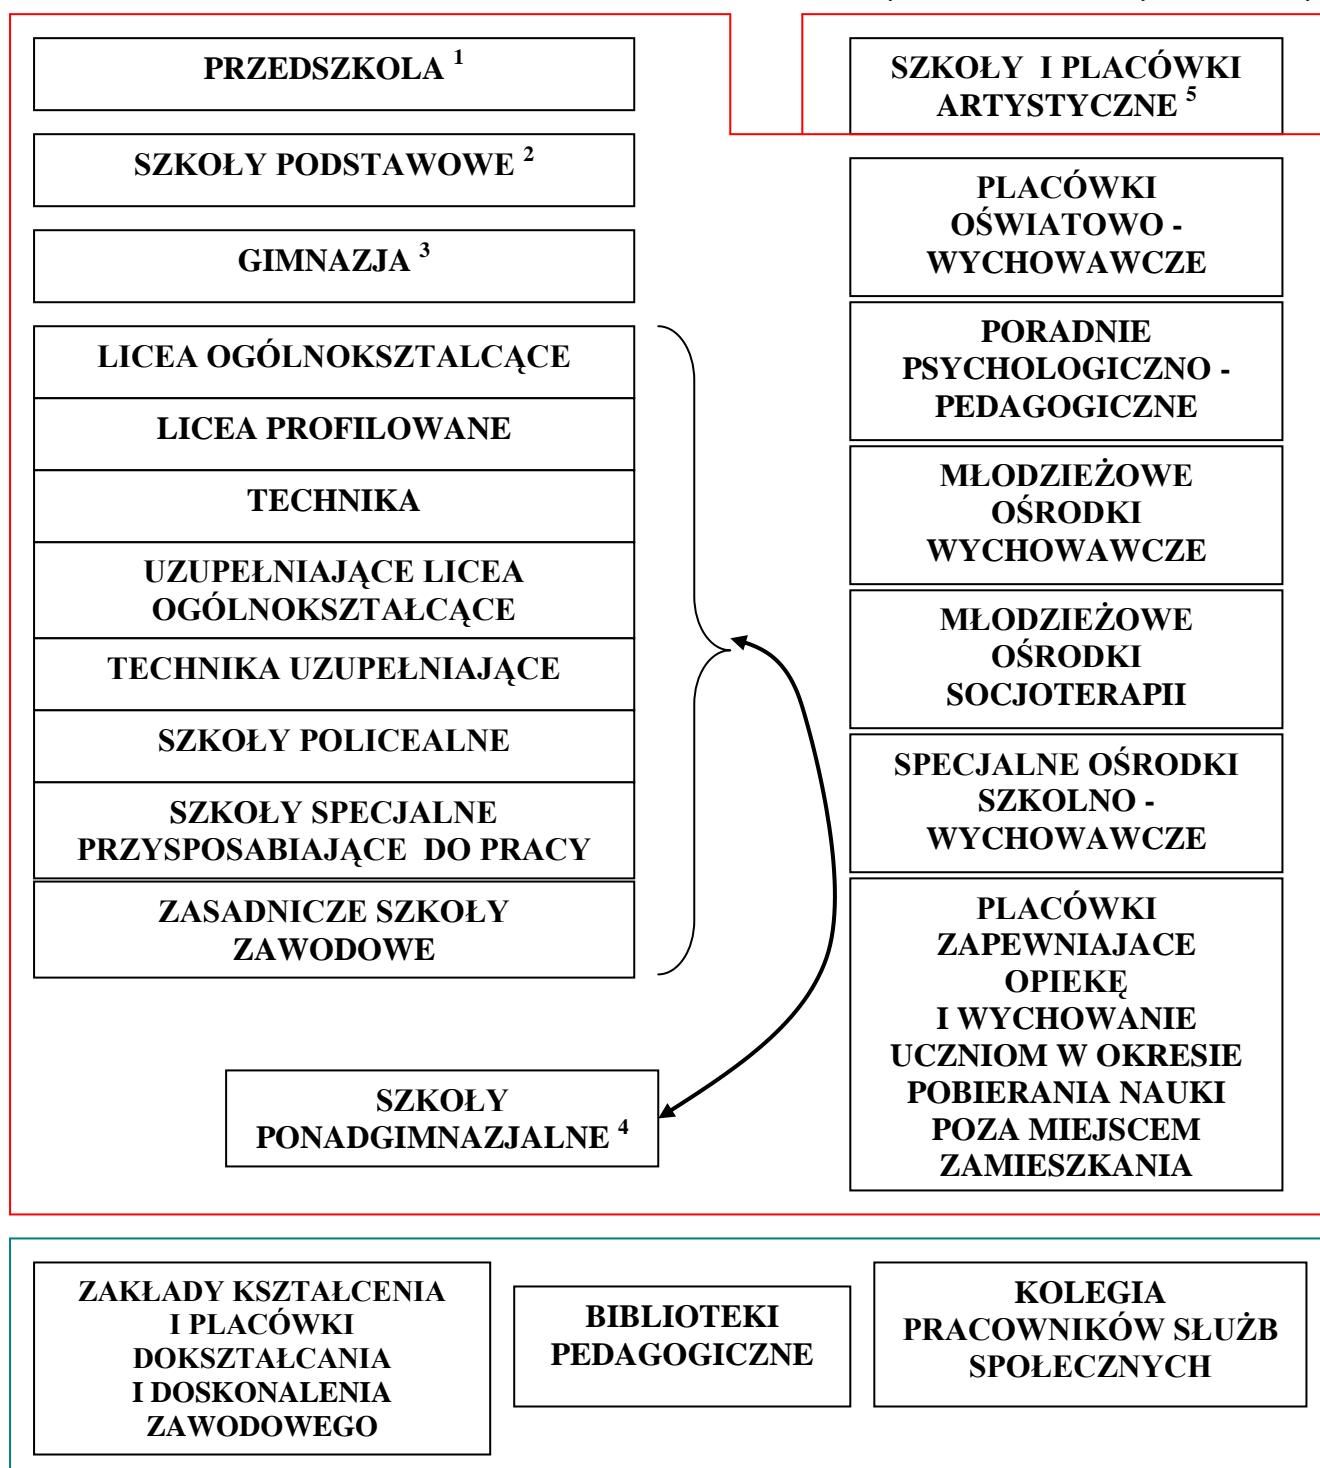 PRZEDSZKOLA 1
SZKOŁY PODSTAWOWE 2
GIMNAZJA 3
LICEA OGÓLNOKSZTALCĄCE
LICEA PROFILOWANE
TECHNIKA
UZUPEŁNIAJĄCE LICEA
OGÓLNOKSZTAŁCĄCE
TECHNIKA UZUPEŁNIAJĄCE
SZKOŁY POLICEALNE
SZKOŁY SPECJALNE
PRZYSPOSABIAJĄCE DO PRACY
ZASADNICZE SZKOŁY
ZAWODOWE
SZKOŁY
PONADGIMNAZJALNE 4
SZKOŁY I PLACÓWKI
ARTYSTYCZNE 5
PLACÓWKI
OŚWIATOWO -
WYCHOWAWCZE
PORADNIE
PSYCHOLOGICZNO -
PEDAGOGICZNE
MŁODZIEŻOWE
OŚRODKI
WYCHOWAWCZE
MŁODZIEŻOWE
OŚRODKI
SOCJOTERAPII
SPECJALNE OŚRODKI
SZKOLNO -
WYCHOWAWCZE
PLACÓWKI
ZAPEWNIAJACE
OPIEKĘ
I WYCHOWANIE
UCZNIOM W OKRESIE
POBIERANIA NAUKI
POZA MIEJSCEM
ZAMIESZKANIA
ZAKŁADY KSZTAŁCENIA
I PLACÓWKI
DOKSZTAŁCANIA
I DOSKONALENIA
ZAWODOWEGO
BIBLIOTEKI
PEDAGOGICZNE
KOLEGIA
PRACOWNIKÓW SŁUŻB
SPOŁECZNYCH